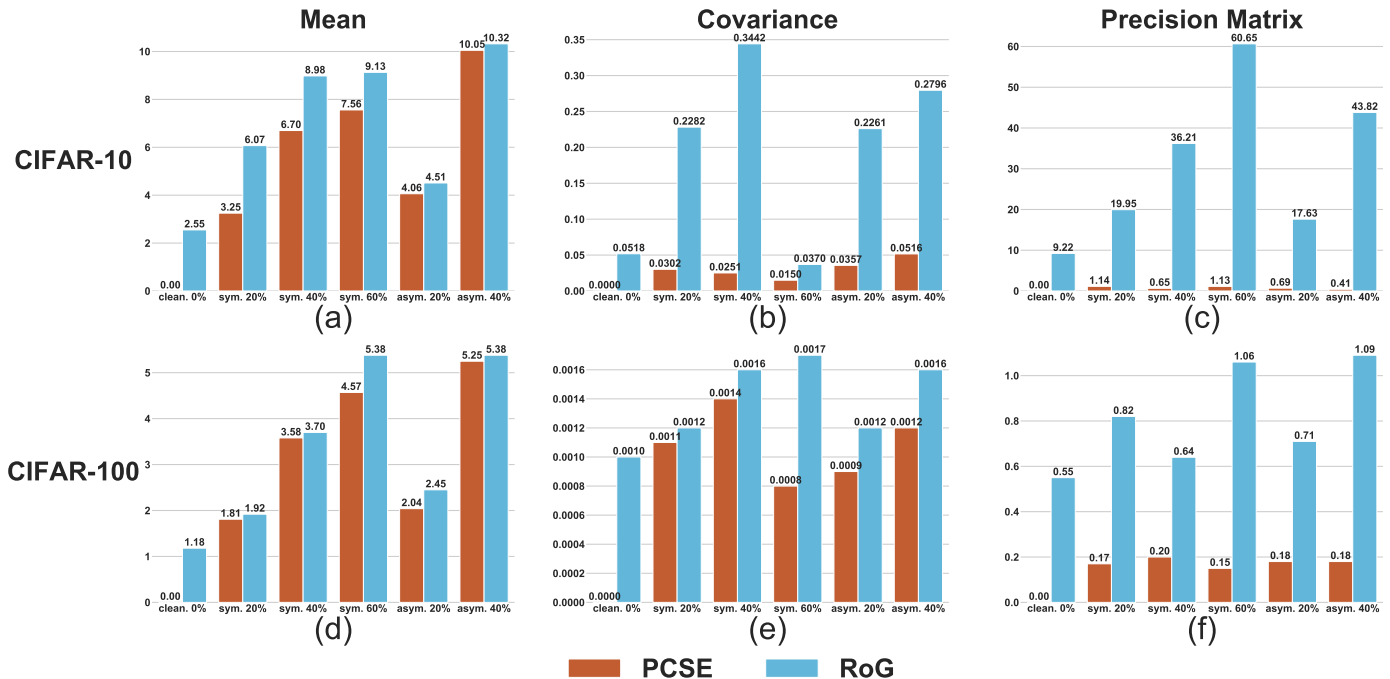 Mean Covariance Precision Matrix
CIFAR-10
10
8
6
4
2
0
0.00 2.55 3.25 6.07 6.70 8.98 7.56 9.13 4.06 4.51 10.05 10.32
clean. 0% sym. 20% sym. 40% sym. 60% asym. 20% asym. 40%
(a)
0.35
0.30
0.25
0.20
0.15
0.10
0.05
0.00
0.0000 0.0518 0.0302 0.2282 0.0251 0.3442 0.0150 0.0370 0.0357 0.2261 0.0516 0.2796
clean. 0% sym. 20% sym. 40% sym. 60% asym. 20% asym. 40%
(b)
60
50
40
30
20
10
0
0.00 9.22 1.14 19.95 0.65 36.21 1.13 60.65 0.69 17.63 0.41 43.82
clean. 0% sym. 20% sym. 40% sym. 60% asym. 20% asym. 40%
(c)
CIFAR-100
5
4
3
2
1
0
0.00 1.18 1.81 1.92 3.58 3.70 4.57 5.38 2.04 2.45 5.25 5.38
clean. 0% sym. 20% sym. 40% sym. 60% asym. 20% asym. 40%
(d)
0.0016
0.0014
0.0012
0.0010
0.0008
0.0006
0.0004
0.0002
0.0000
0.0000 0.0010 0.0011 0.0012 0.0014 0.0016 0.0008 0.0017 0.0009 0.0012 0.0012 0.0016
clean. 0% sym. 20% sym. 40% sym. 60% asym. 20% asym. 40%
(e)
1.0
0.8
0.6
0.4
0.2
0.0
0.00 0.55 0.17 0.82 0.20 0.64 0.15 1.06 0.18 0.71 0.18 1.09
clean. 0% sym. 20% sym. 40% sym. 60% asym. 20% asym. 40%
(f)
PCSE RoG